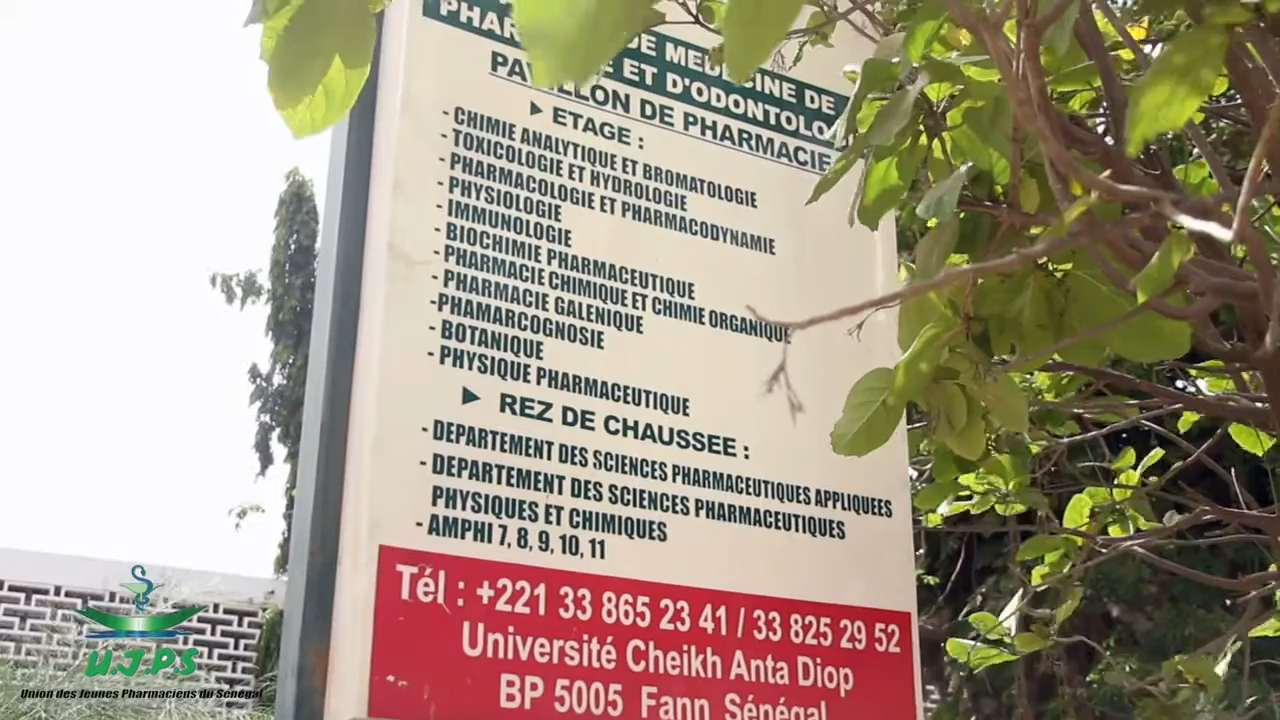 DE MEDECINE DE
ET D'ODONTOLO
PAVILLON DE PHARMACIE
ETAGE :
- CHIMIE ANALYTIQUE ET BROMATOLOGIE
- TOXICOLOGIE ET HYDROLOGIE
- PHARMACOLOGIE ET PHARMACODYNAMIE
- PHYSIOLOGIE
- IMMUNOLOGIE
- BIOCHIMIE PHARMACEUTIQUE
- PHARMACIE CHIMIQUE ET CHIMIE ORGANIQUE
- PHARMACIE GALENIQUE
-PHAMARCOGNOSIE
- BOTANIQUE
- PHYSIQUE PHARMACEUTIQUE
REZ DE CHAUSSEE :
- DEPARTEMENT DES SCIENCES PHARMACEUTIQUES APPLIQUEES
- DEPARTEMENT DES SCIENCES PHARMACEUTIQUES
PHYSIQUES ET CHIMIQUES
- AMPHI 7, 8, 9, 10, 11
Tél : +221 33 865 23 41 / 33 825 29 52
Université Cheikh Anta Diop
BP 5005 Fann Sénégal
U.J.P.S
Union des Jeunes Pharmaciens du Sénégal